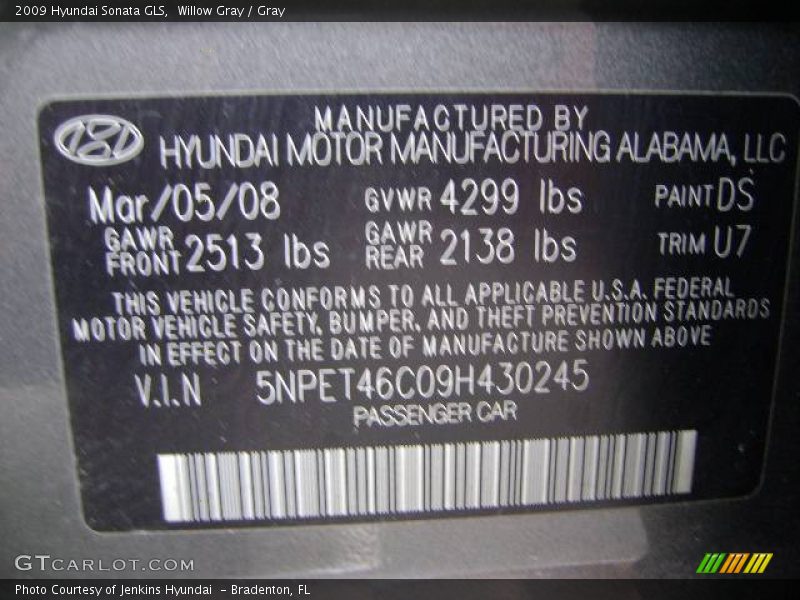 2009 Hyundai Sonata GLS, Willow Gray / Gray
MANUFACTURED BY
HYUNDAI MOTOR MANUFACTURING ALABAMA, LLC
Mar/05/08 GVWR 4299 lbs PAINT DS
GAWR FRONT 2513 lbs GAWR REAR 2138 lbs TRIM U7
THIS VEHICLE CONFORMS TO ALL APPLICABLE U.S.A. FEDERAL
MOTOR VEHICLE SAFETY, BUMPER, AND THEFT PREVENTION STANDARDS
IN EFFECT ON THE DATE OF MANUFACTURE SHOWN ABOVE
V.I.N 5NPET46C09H430245
PASSENGER CAR
GTCARLOT.COM
Photo Courtesy of Jenkins Hyundai - Bradenton, FL